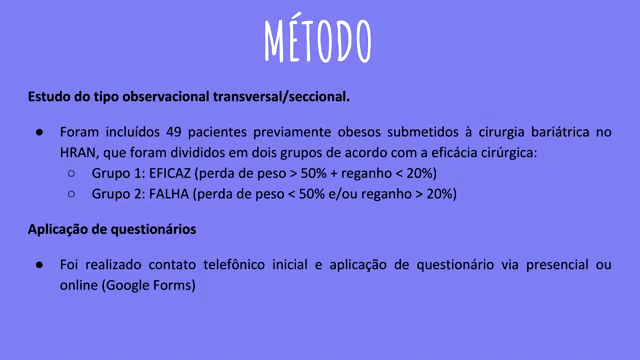 MÉTODO
Estudo do tipo observacional transversal/seccional.
● Foram incluídos 49 pacientes previamente obesos submetidos à cirurgia bariátrica no
HRAN, que foram divididos em dois grupos de acordo com a eficácia cirúrgica:
○ Grupo 1: EFICAZ (perda de peso > 50% + reganho < 20%)
○ Grupo 2: FALHA (perda de peso < 50% e/ou reganho > 20%)
Aplicação de questionários
● Foi realizado contato telefônico inicial e aplicação de questionário via presencial ou
online (Google Forms)